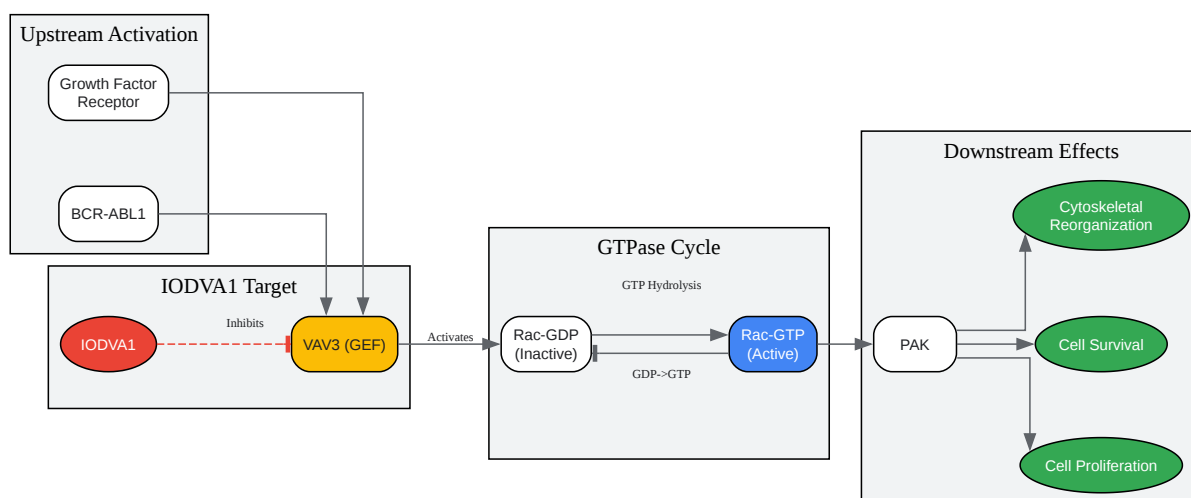 Upstream Activation
Growth Factor
Receptor
BCR-ABL1
IODVA1 Target
IODVA1
Inhibits
VAV3 (GEF)
Activates
GTPase Cycle
GTP Hydrolysis
Rac-GDP
(Inactive)
Rac-GTP
(Active)
GDP->GTP
Downstream Effects
PAK
Cytoskeletal
Reorganization
Cell Survival
Cell Proliferation